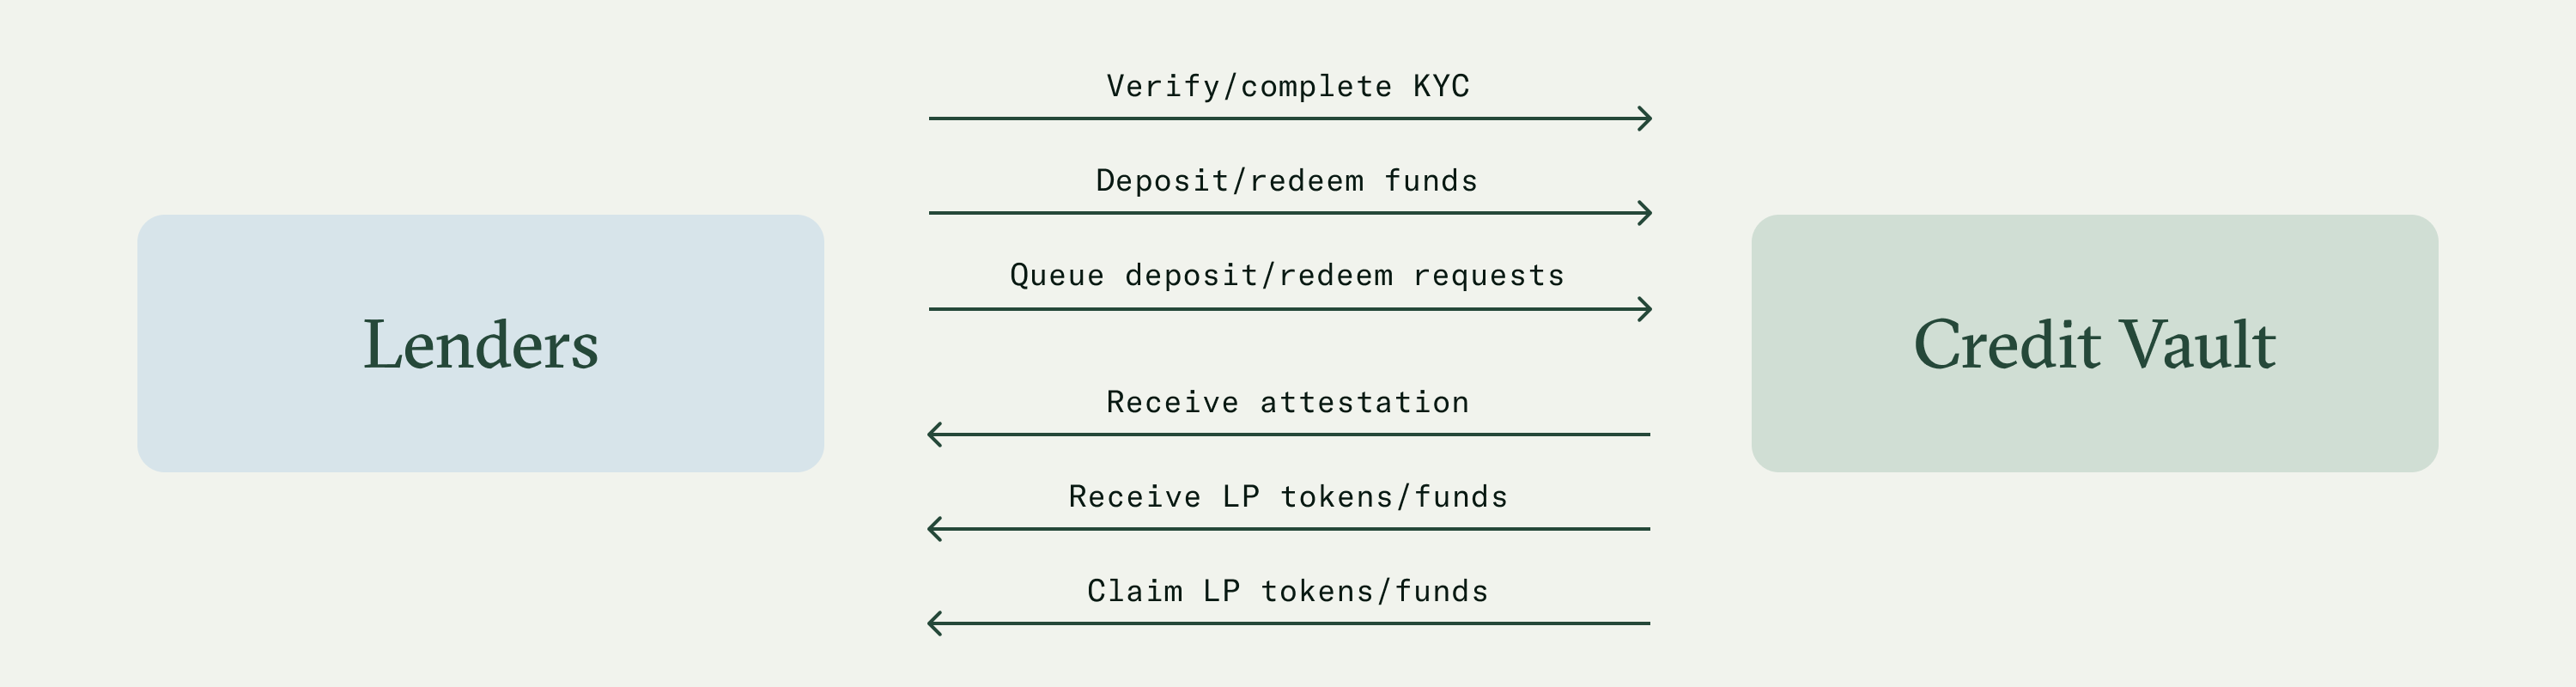 Verify/complete KYC
Deposit/redeem funds
Queue deposit/redeem requests
Lenders
Credit Vault
Receive attestation
Receive LP tokens/funds
Claim LP tokens/funds